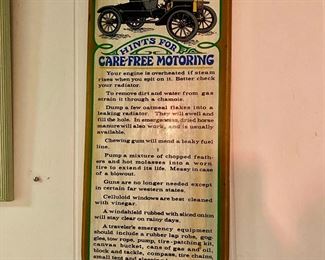 HINTS FOR
CARE-FREE MOTORING
Your engine is overheated if steam
rises when you spit on it. Better check
your radiator.
To remove dirt and water from gas
strain it through a chamois.
Dump a few oatmeal flakes into a
leaking radiator. They will swell and
fill the hole. In emergencies, dried horse
manure will also work, and is usually
available.
Chewing gum will mend a leaky fuel
line.
Pump a mixture of chopped feath-
ers and hot molasses into a worn
tire to extend its life. Messy in case
of a blowout.
Guns are no longer needed except
in certain far western states.
Celluloid windows are best cleaned
with vinegar.
A windshield rubbed with sliced onion
will stay clear on rainy days.
A traveler's emergency equipment
should include rubber lap robe, gog-
gles, tow rope, pump, tire-patching kit,
canvas bucket, cans of gas and oil,
block and tackle, compass, tire chains,
small tent and